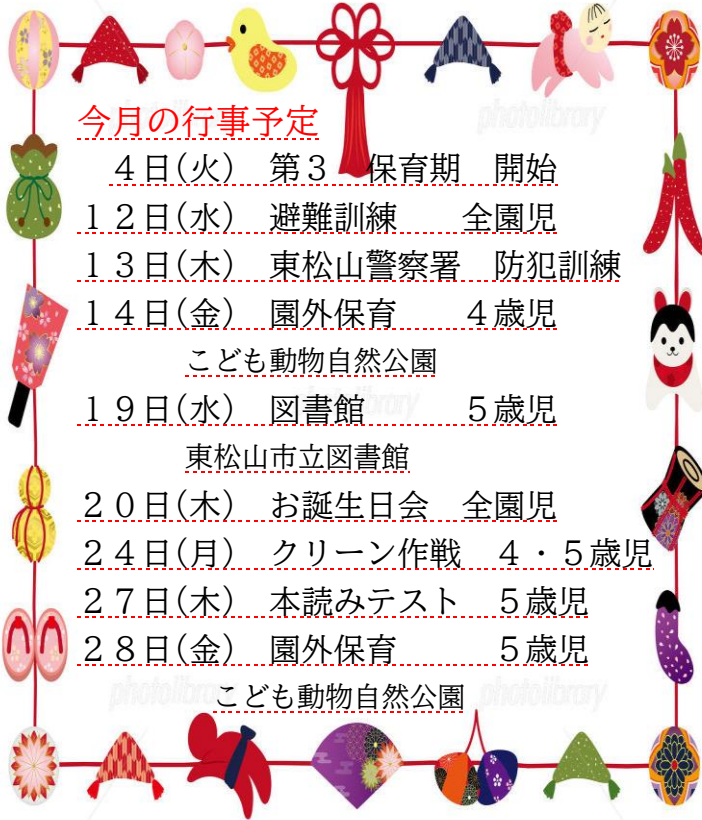 今月の行事予定
4日(火) 第3 保育期 開始
12日(水) 避難訓練 全園児
13日(木) 東松山警察署 防犯訓練
14日(金) 園外保育 4歳児
こども動物自然公園
19日(水) 図書館 5歳児
東松山市立図書館
20日(木) お誕生日会 全園児
24日(月) クリーン作戦 4・5歳児
27日(木) 本読みテスト 5歳児
28日(金) 園外保育 5歳児
こども動物自然公園
photolibrary
photolibrary
photolibrary
photolibrary